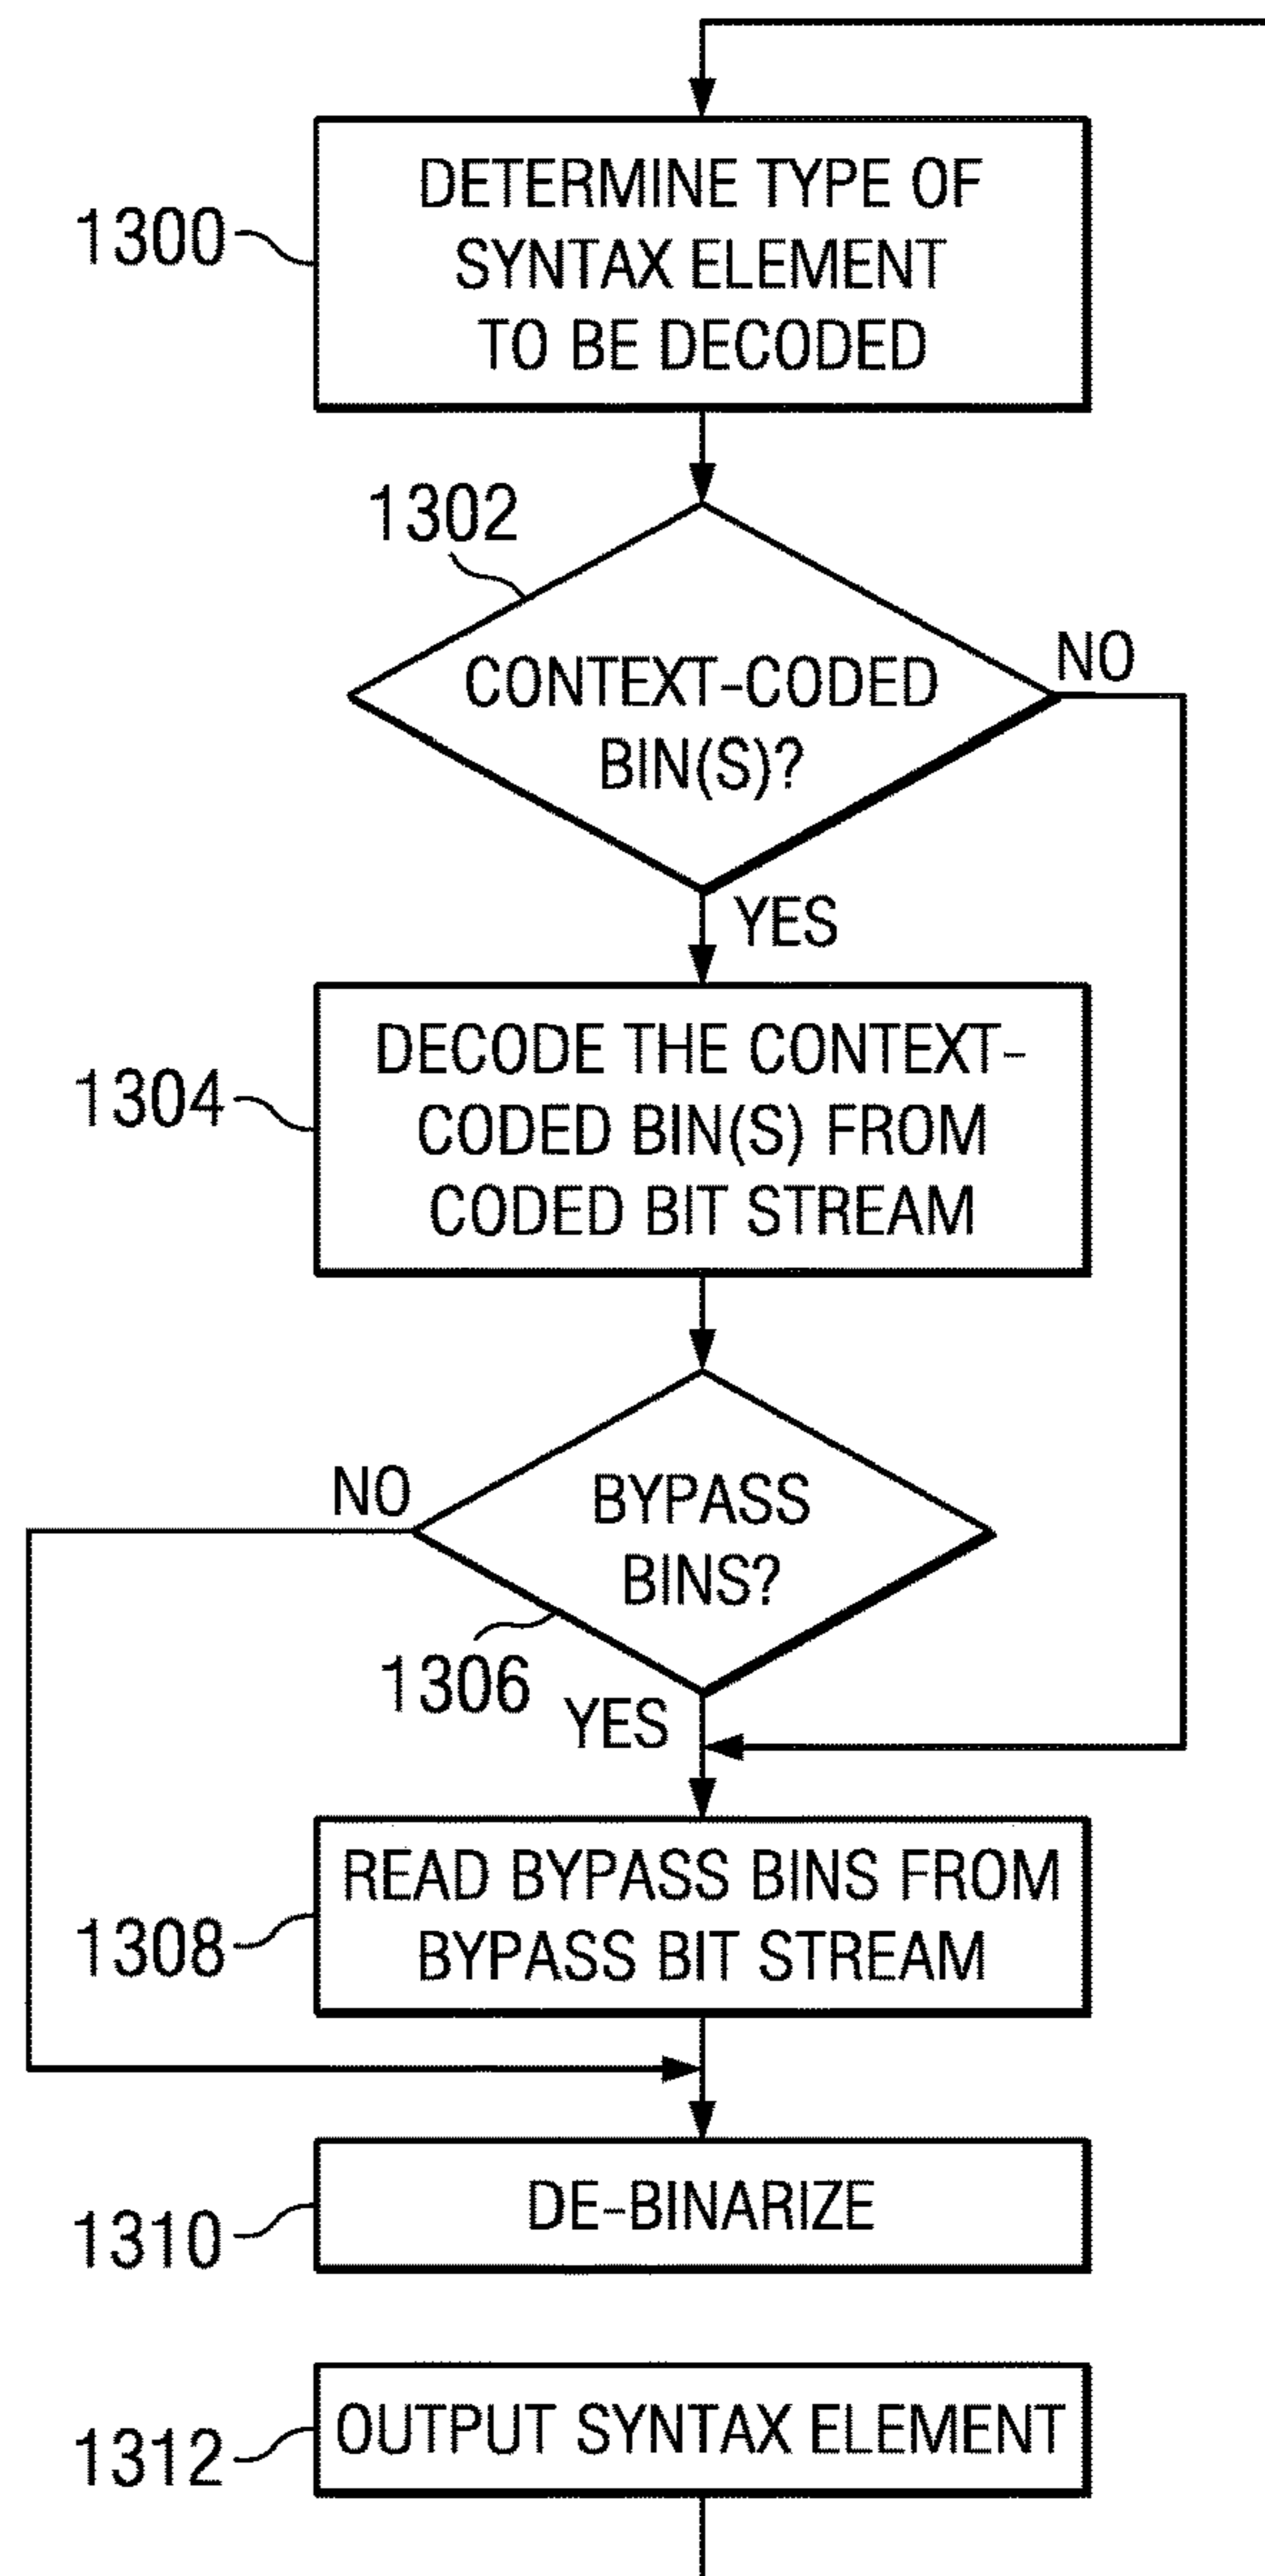 1300
DETERMINE TYPE OF
SYNTAX ELEMENT
TO BE DECODED
1302
CONTEXT-CODED
BIN(S)?
NO
YES
1304
DECODE THE CONTEXT-
CODED BIN(S) FROM
CODED BIT STREAM
NO
BYPASS
BINS?
1306
YES
1308
READ BYPASS BINS FROM
BYPASS BIT STREAM
1310
DE-BINARIZE
1312
OUTPUT SYNTAX ELEMENT